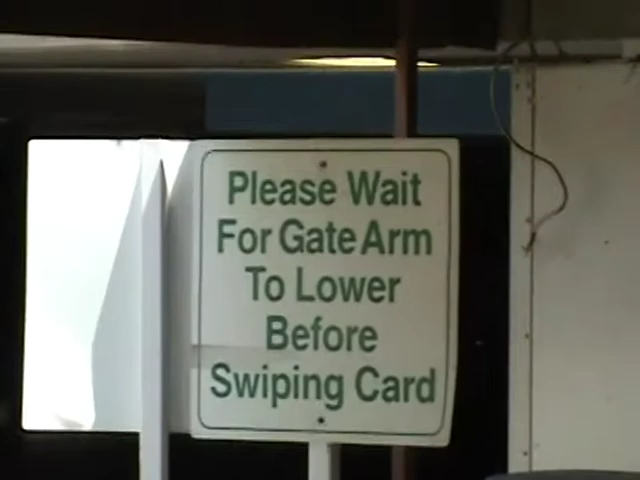 Please Wait
For Gate Arm
To Lower
Before
Swiping Card